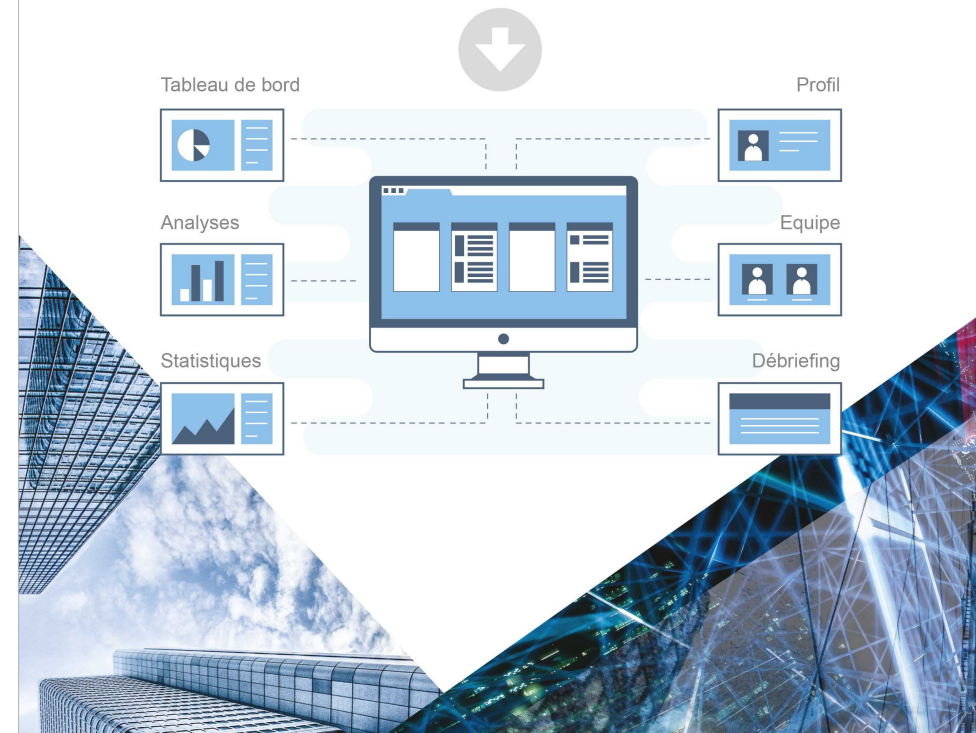 Tableau de bord
Profil
Analyses
Equipe
Statistiques
Débriefing